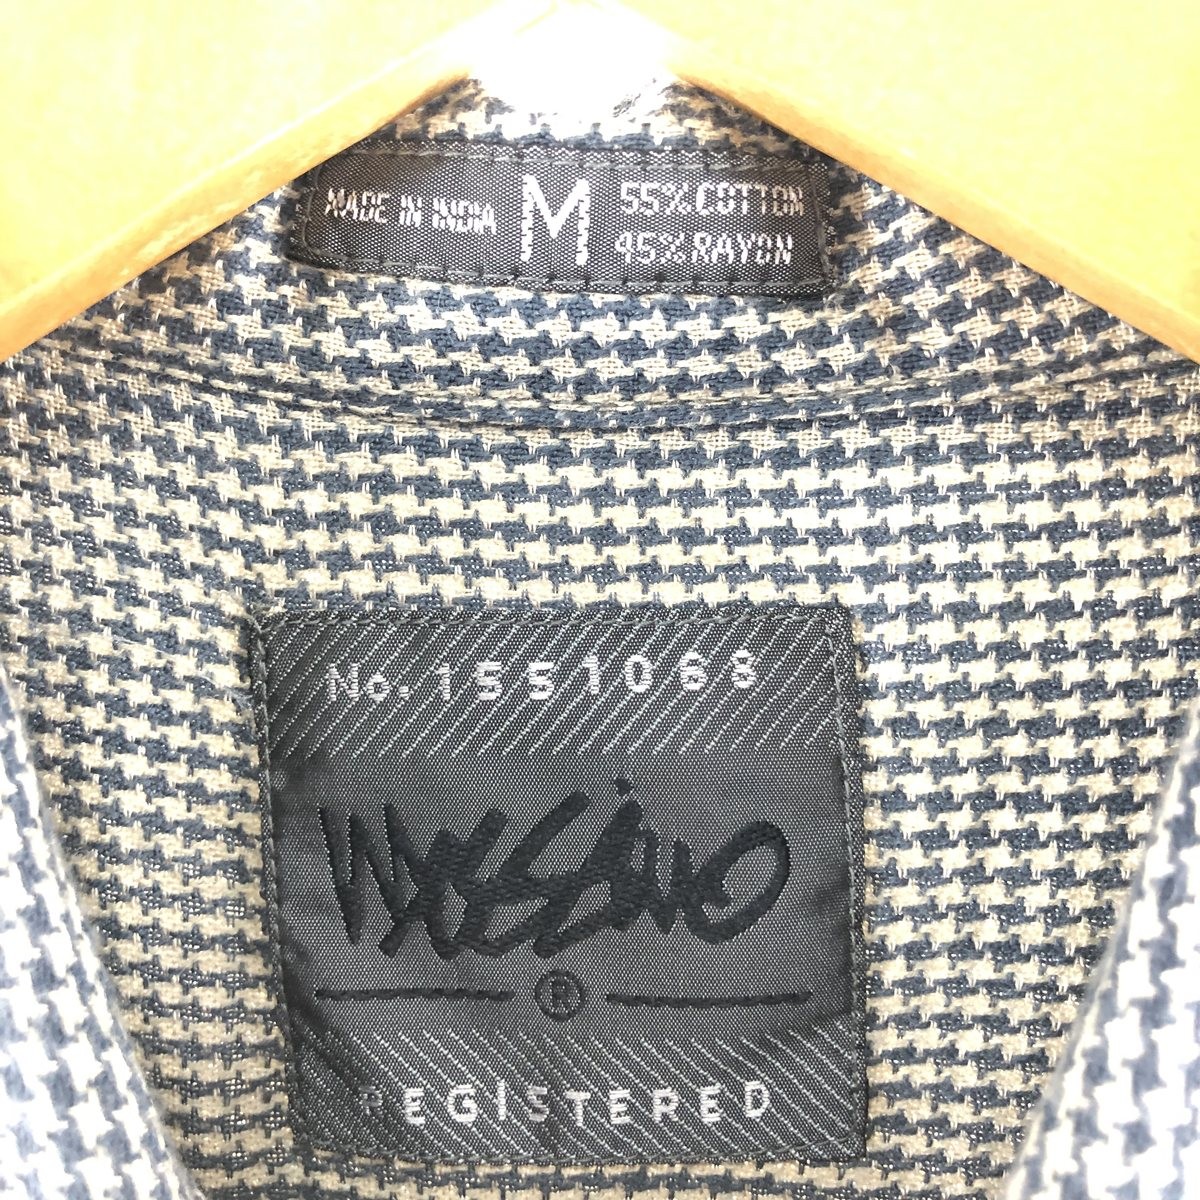 MADE IN INDIA
M
55% COTTON
45% RAYON
No. 1551068
Mossimo
®
REGISTERED